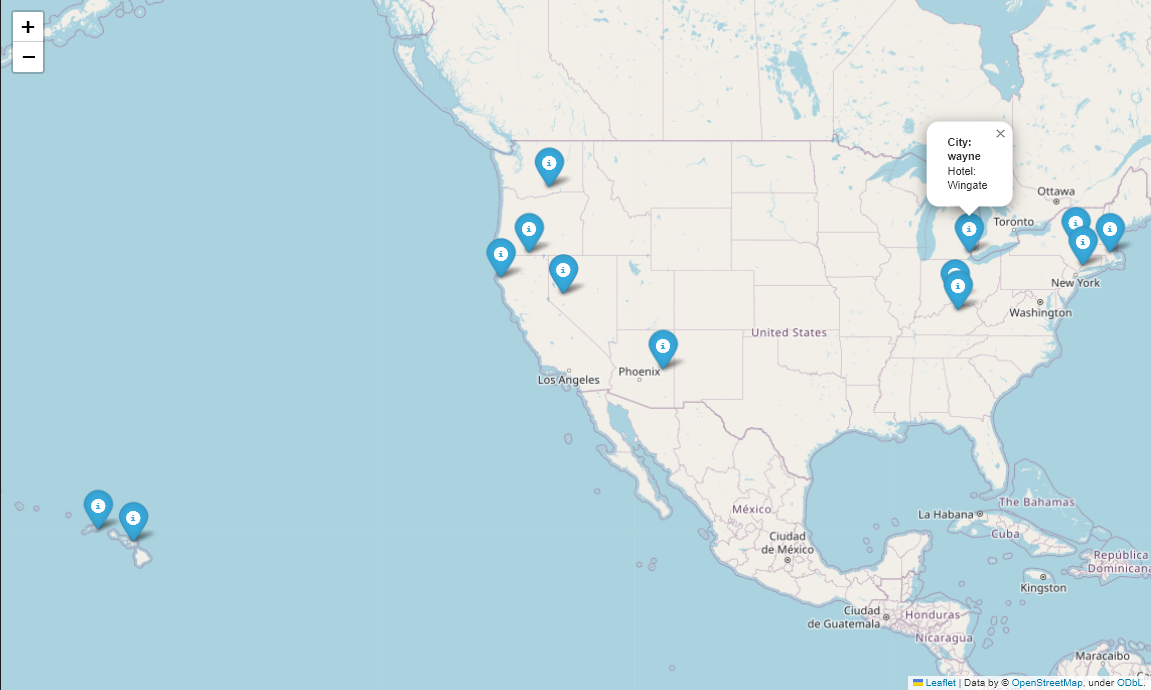 +
−
City:
wayne
Hotel:
Wingate
×
Ottawa
Toronto
New York
Washington
United States
Phoenix
Los Angeles
México
Ciudad
de México
La Habana
The Bahamas
Cuba
República
Dominicana
Kingston
Ciudad
de Guatemala
Honduras
Nicaragua
Maracaibo
Ca
Leaflet | Data by © OpenStreetMap, under ODbL.